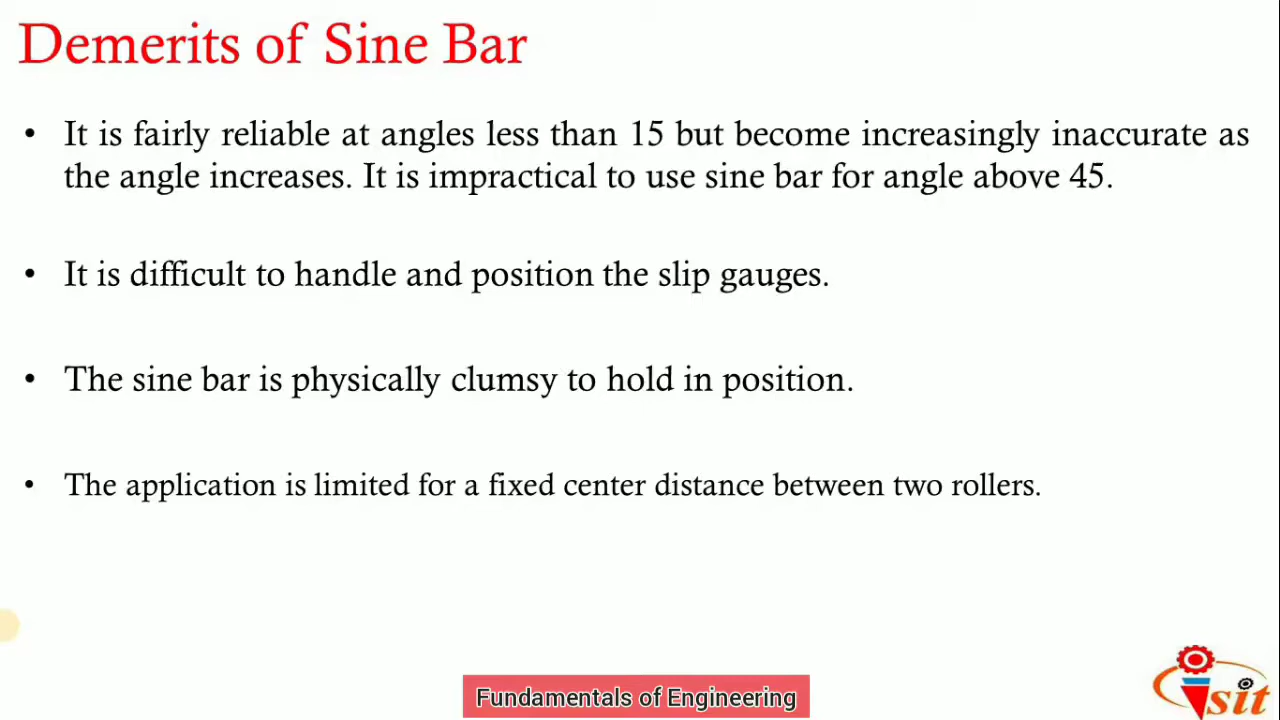 Demerits of Sine Bar
• It is fairly reliable at angles less than 15 but become increasingly inaccurate as
the angle increases. It is impractical to use sine bar for angle above 45.
• It is difficult to handle and position the slip gauges.
• The sine bar is physically clumsy to hold in position.
• The application is limited for a fixed center distance between two rollers.
Fundamentals of Engineering
sit